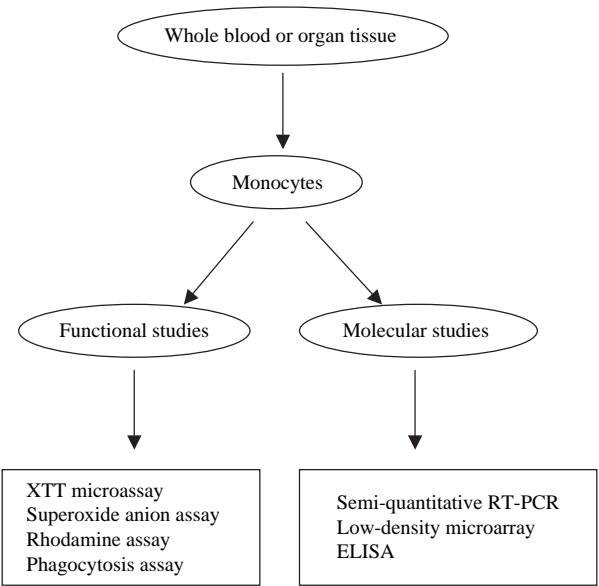 Whole blood or organ tissue
Monocytes
Functional studies
Molecular studies
XTT microassay
Superoxide anion assay
Rhodamine assay
Phagocytosis assay
Semi-quantitative RT-PCR
Low-density microarray
ELISA